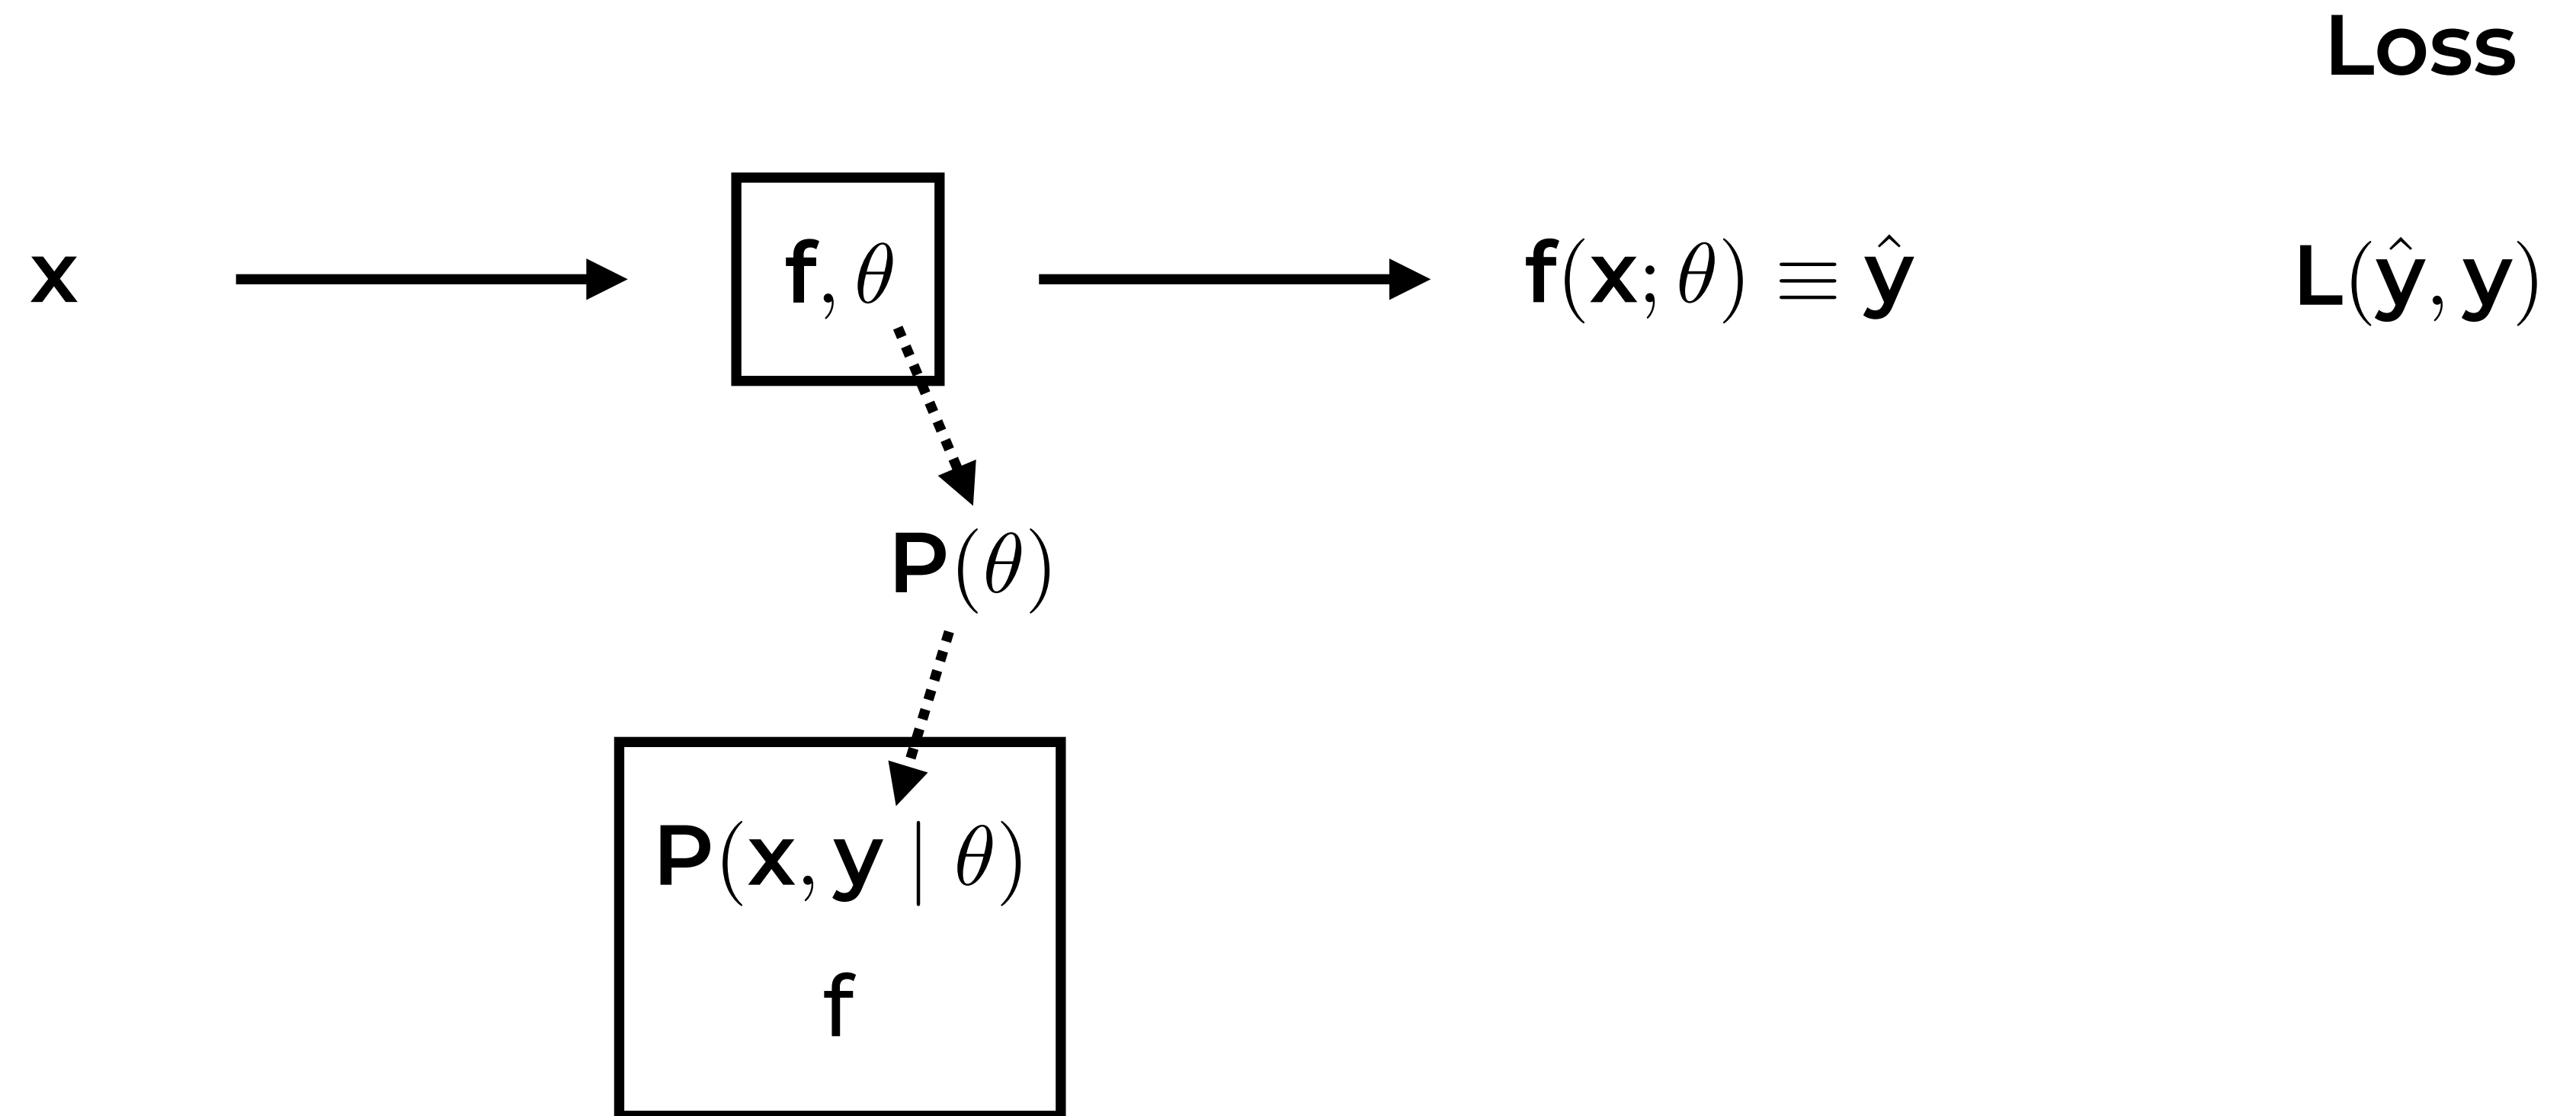 Loss
x f, θ f(x; θ) ≡ ŷ L(ŷ, y)
P(θ)
P(x, y | θ)
f